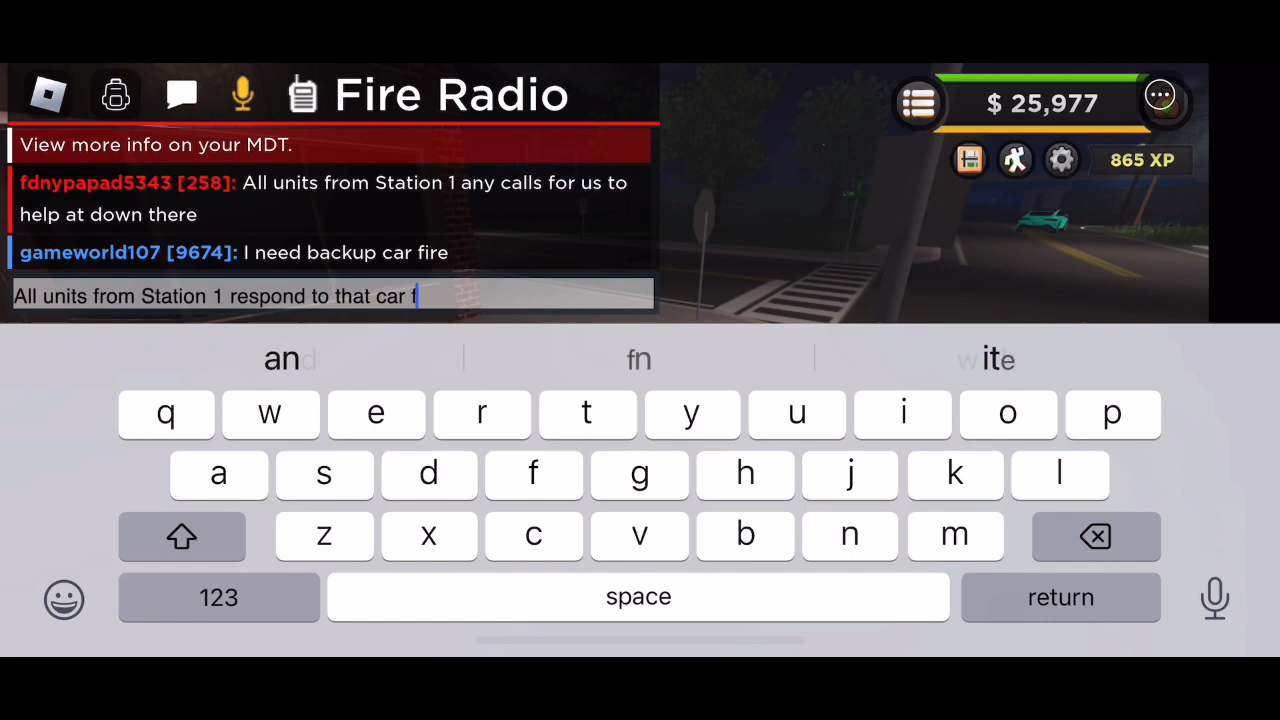 Fire Radio
$ 25,977
View more info on your MDT.
865 XP
fdnypapad5343 [258]: All units from Station 1 any calls for us to
help at down there
gameworld107 [9674]: I need backup car fire
All units from Station 1 respond to that car f
and fn ite
q w e r t y u i o p
a s d f g h j k l
z x c v b n m
123 space return